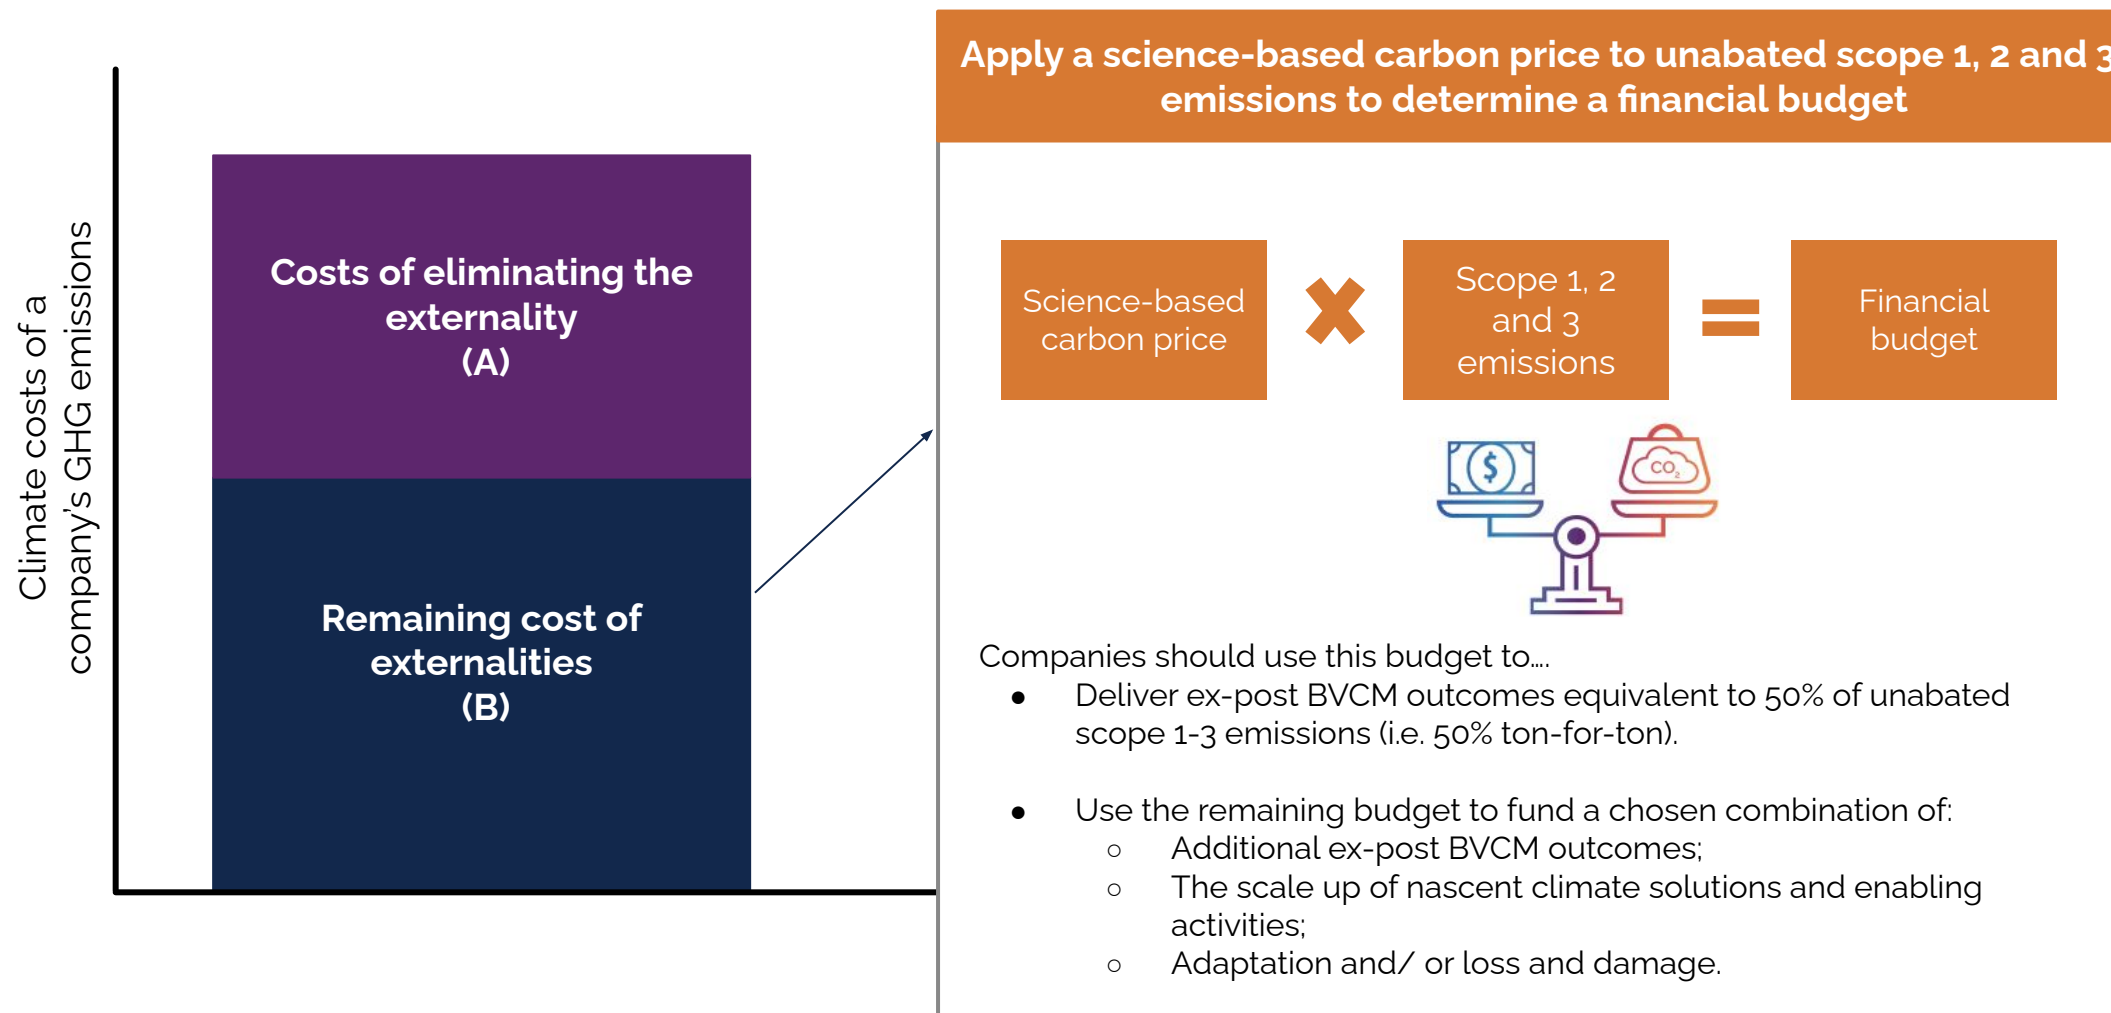 Climate costs of a
company's GHG emissions
Costs of eliminating the
externality
(A)
Remaining cost of
externalities
(B)
Apply a science-based carbon price to unabated scope 1, 2 and 3
emissions to determine a financial budget
Science-based
carbon price
Scope 1, 2
and 3
emissions
=
Financial
budget
$
CO₂
Companies should use this budget to....
● Deliver ex-post BVCM outcomes equivalent to 50% of unabated
scope 1-3 emissions (i.e. 50% ton-for-ton).
● Use the remaining budget to fund a chosen combination of:
○ Additional ex-post BVCM outcomes;
○ The scale up of nascent climate solutions and enabling
activities;
○ Adaptation and/ or loss and damage.